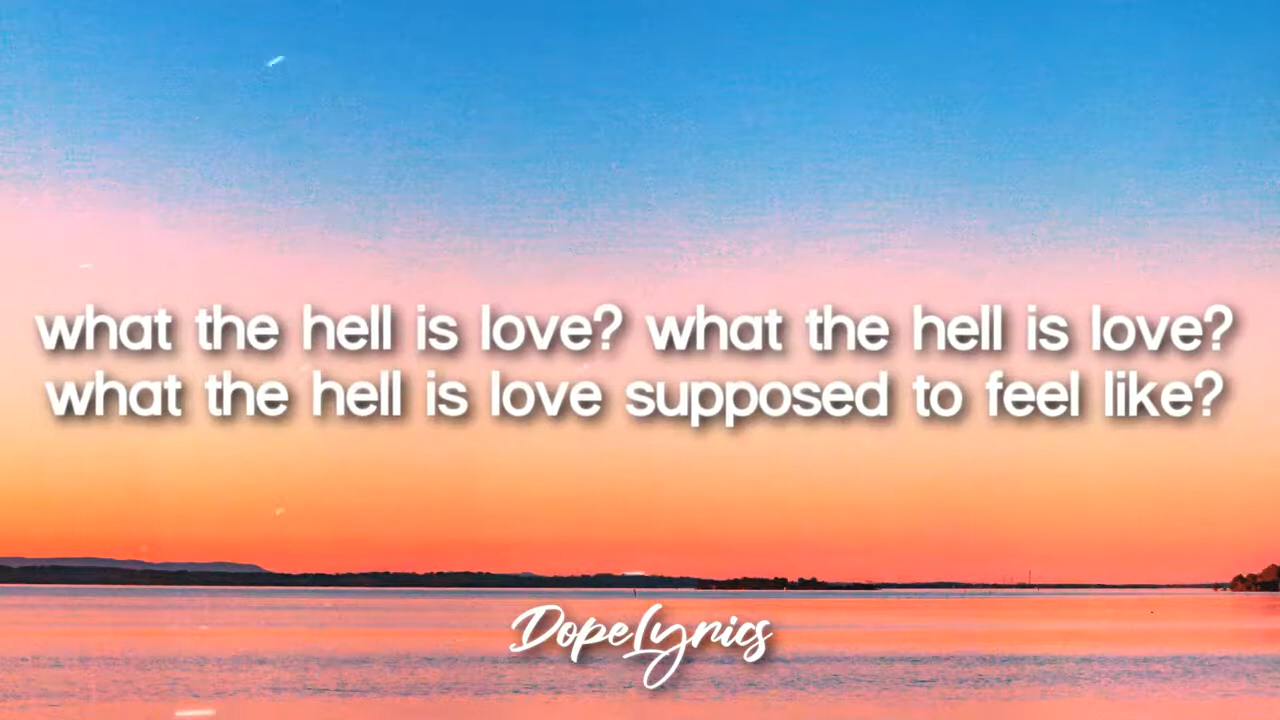 what the hell is love? what the hell is love?
what the hell is love supposed to feel like?
DopeLyrics